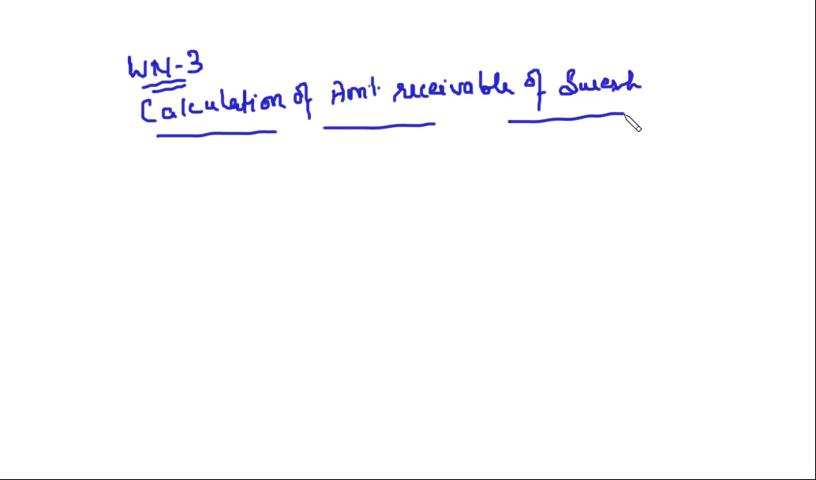 WN-3
Calculation of Amt. receivable of Suresh